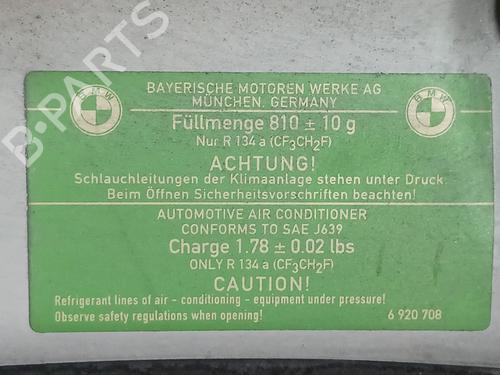 B-PARTS
BMW
BMW
BAYERISCHE MOTOREN WERKE AG
MÜNCHEN, GERMANY
Füllmenge 810 ± 10 g
Nur R 134 a (CF3CH2F)
ACHTUNG!
Schlauchleitungen der Klimaanlage stehen unter Druck.
Beim Öffnen Sicherheitsvorschriften beachten!
AUTOMOTIVE AIR CONDITIONER
CONFORMS TO SAE J639
Charge 1.78 ± 0.02 lbs
ONLY R 134 a (CF3CH2F)
CAUTION!
Refrigerant lines of air - conditioning - equipment under pressure!
Observe safety regulations when opening!
6 920 708